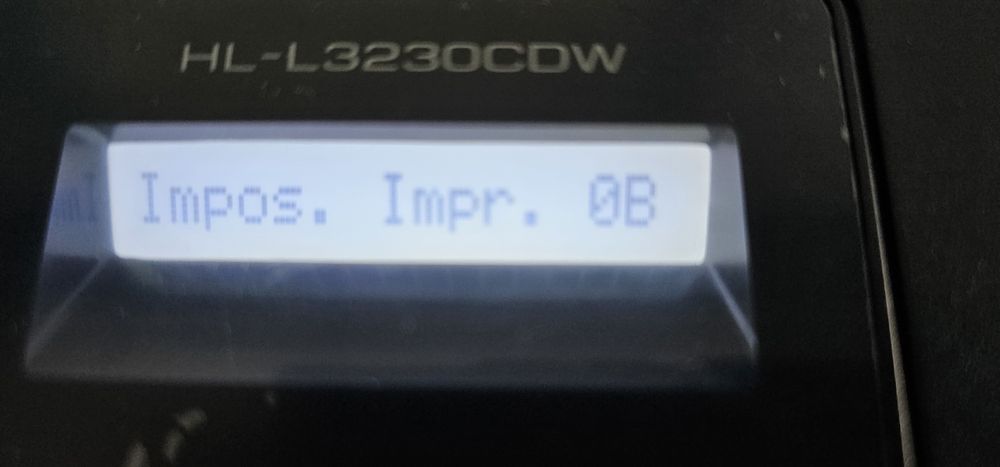 HL-L3230CDW
Impos. Impr. 0B